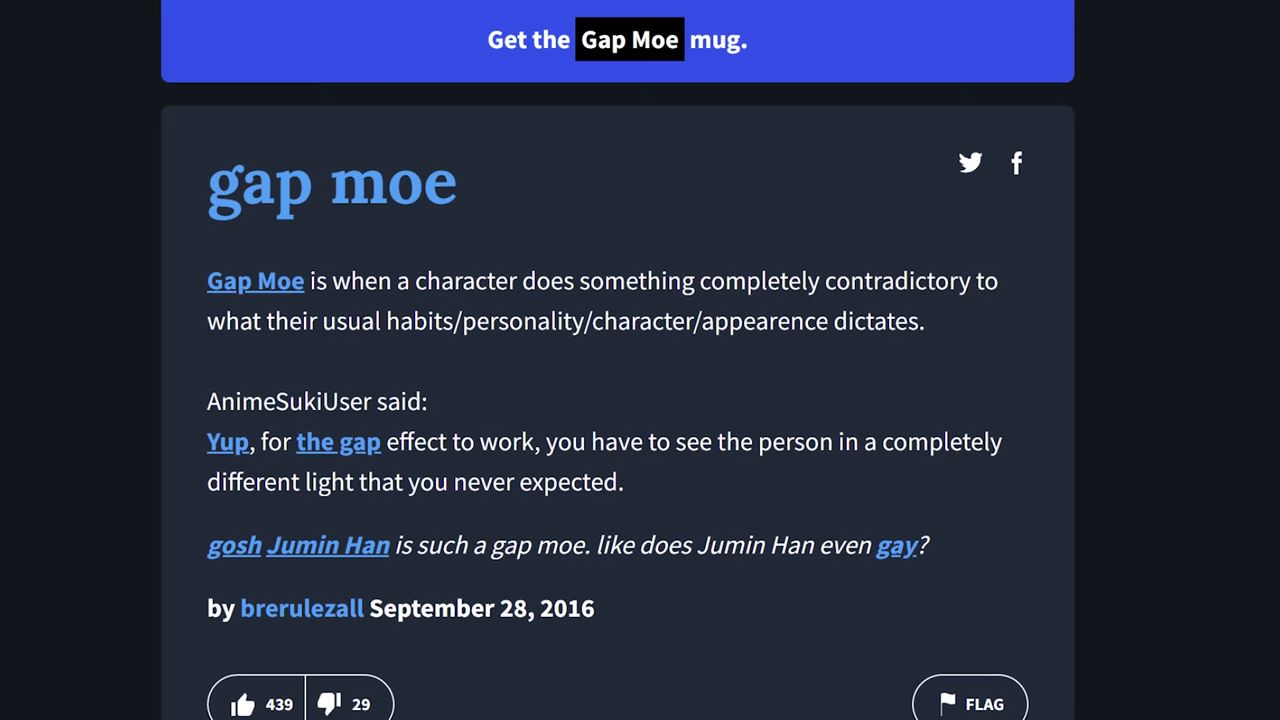 Get the Gap Moe mug.
gap moe
Gap Moe is when a character does something completely contradictory to
what their usual habits/personality/character/appearence dictates.
AnimeSukiUser said:
Yup, for the gap effect to work, you have to see the person in a completely
different light that you never expected.
gosh Jumin Han is such a gap moe. like does Jumin Han even gay?
by brerulezall September 28, 2016
439 29 FLAG